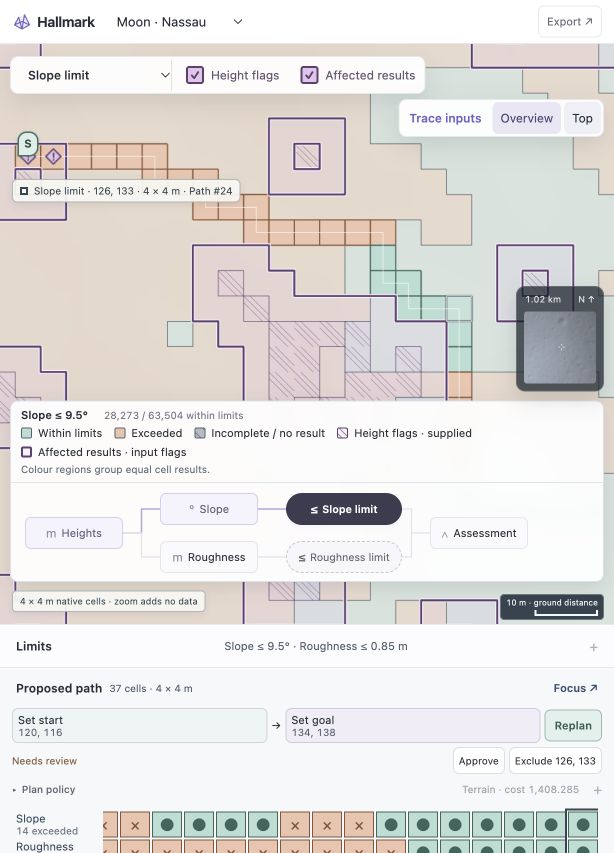 Hallmark
Moon · Nassau
Export ↗
Slope limit
Height flags
Affected results
Trace inputs
Overview
Top
S
Slope limit · 126, 133 · 4 × 4 m · Path #24
1.02 km
N ↑
Slope ≤ 9.5°
28,273 / 63,504 within limits
Within limits
Exceeded
Incomplete / no result
Height flags · supplied
Affected results · input flags
Colour regions group equal cell results.
m Heights
° Slope
≤ Slope limit
m Roughness
≤ Roughness limit
∧ Assessment
4 × 4 m native cells · zoom adds no data
10 m · ground distance
Limits
Slope ≤ 9.5° · Roughness ≤ 0.85 m
+
Proposed path
37 cells · 4 × 4 m
Focus ↗
Set start
120, 116
→
Set goal
134, 138
Replan
Needs review
Approve
Exclude 126, 133
▸ Plan policy
Terrain · cost 1,408.285
+
Slope
14 exceeded
Roughness